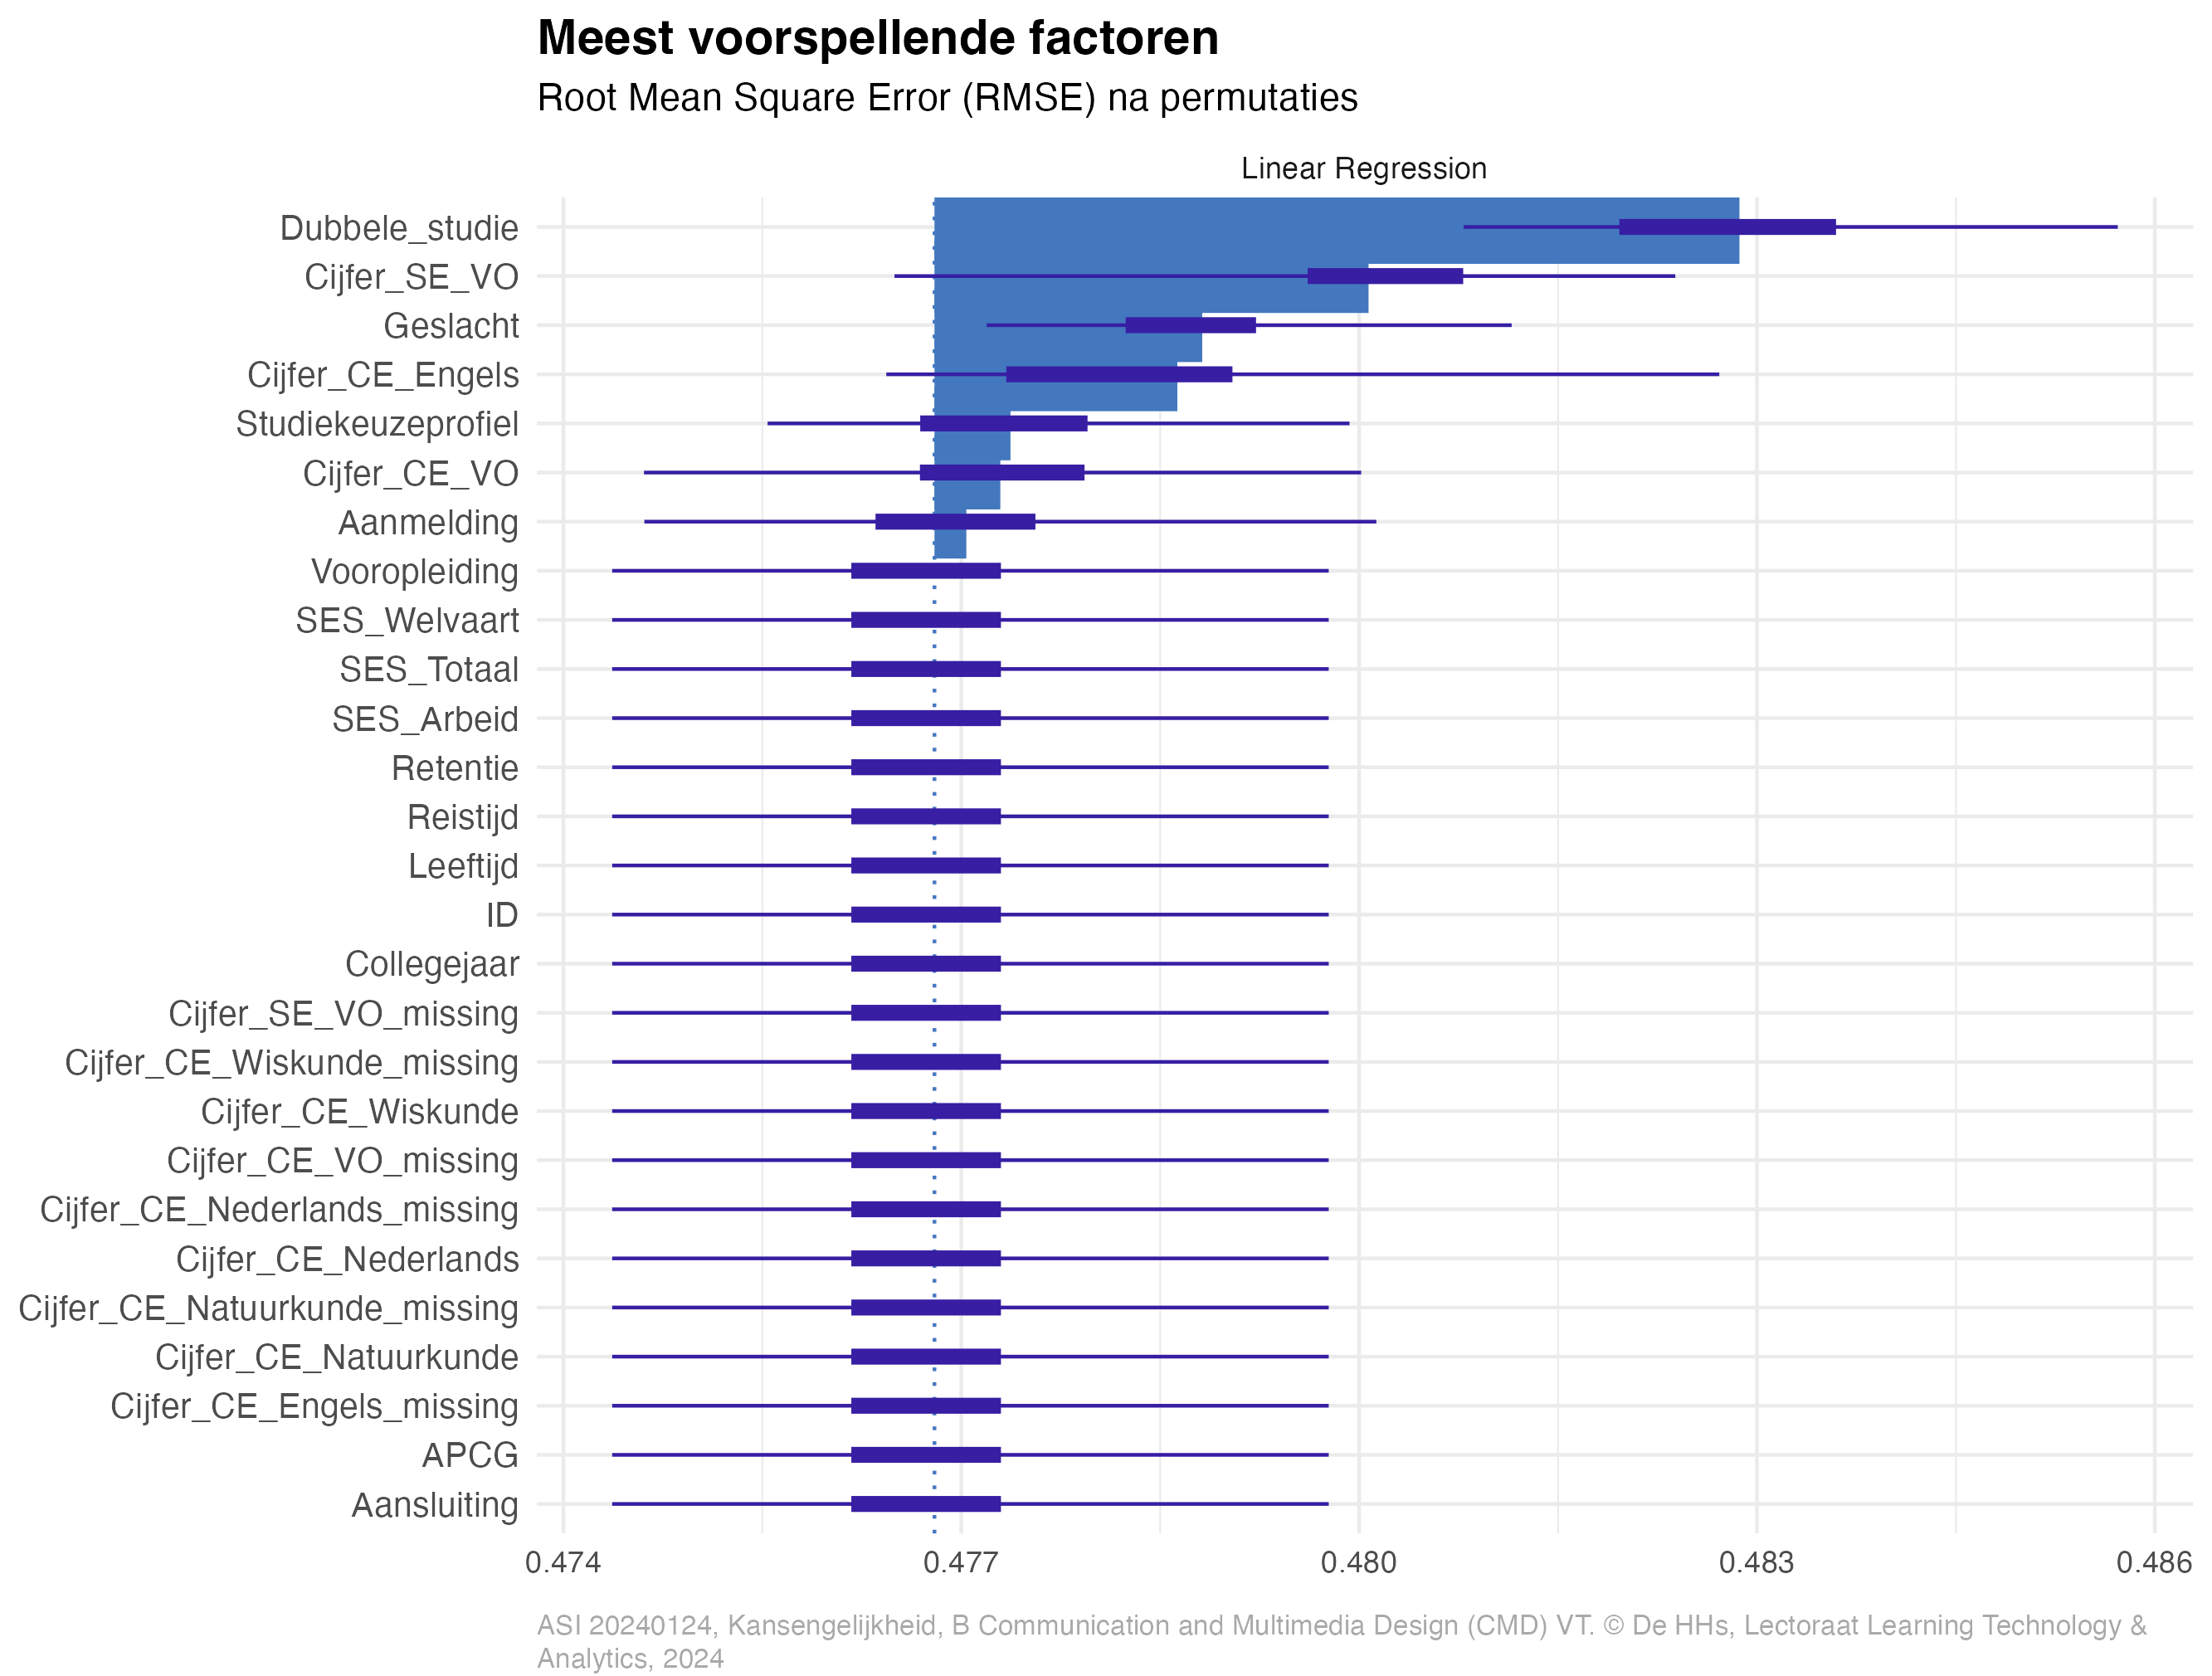 Meest voorspellende factoren
Root Mean Square Error (RMSE) na permutaties
Linear Regression
Dubbele_studie
Cijfer_SE_VO
Geslacht
Cijfer_CE_Engels
Studiekeuzeprofiel
Cijfer_CE_VO
Aanmelding
Vooropleiding
SES_Welvaart
SES_Totaal
SES_Arbeid
Retentie
Reistijd
Leeftijd
ID
Collegejaar
Cijfer_SE_VO_missing
Cijfer_CE_Wiskunde_missing
Cijfer_CE_Wiskunde
Cijfer_CE_VO_missing
Cijfer_CE_Nederlands_missing
Cijfer_CE_Nederlands
Cijfer_CE_Natuurkunde_missing
Cijfer_CE_Natuurkunde
Cijfer_CE_Engels_missing
APCG
Aansluiting
0.474 0.477 0.480 0.483 0.486
ASI 20240124, Kansengelijkheid, B Communication and Multimedia Design (CMD) VT. © De HHs, Lectoraat Learning Technology &
Analytics, 2024